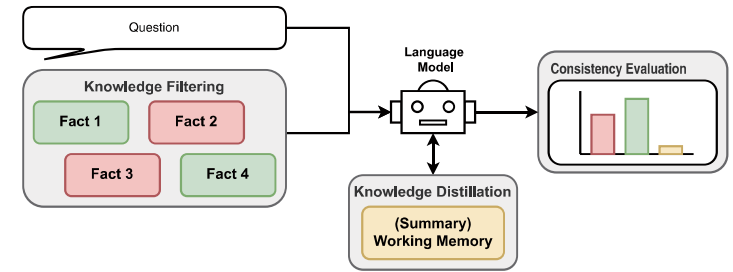 Question
Knowledge Filtering
Fact 1
Fact 2
Fact 3
Fact 4
Language
Model
Knowledge Distillation
(Summary)
Working Memory
Consistency Evaluation